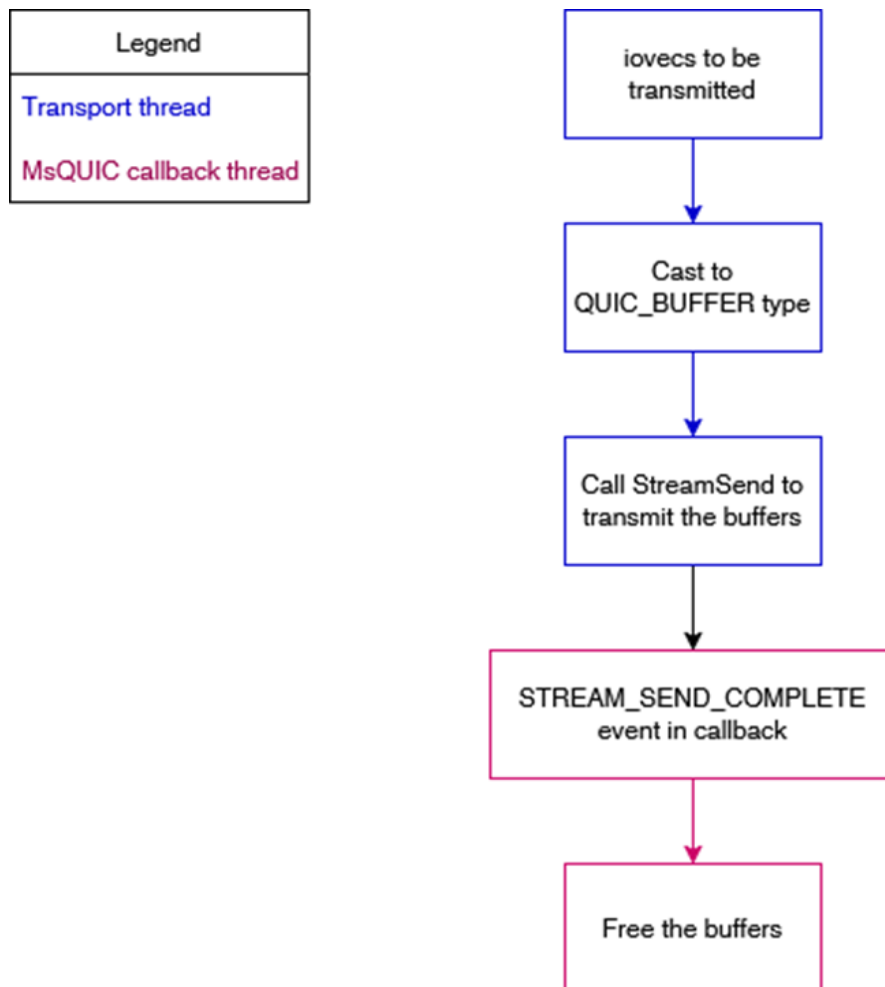 Legend
Transport thread
MsQUIC callback thread
iovecs to be
transmitted
Cast to
QUIC_BUFFER type
Call StreamSend to
transmit the buffers
STREAM_SEND_COMPLETE
event in callback
Free the buffers